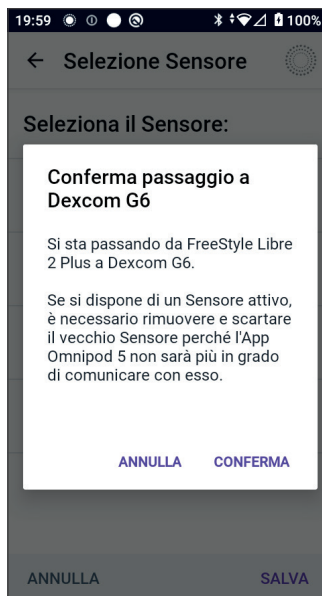 19:59 100%
Selezione Sensore
Seleziona il Sensore:
Conferma passaggio a
Dexcom G6
Si sta passando da FreeStyle Libre
2 Plus a Dexcom G6.
Se si dispone di un Sensore attivo,
è necessario rimuovere e scartare
il vecchio Sensore perché l'App
Omnipod 5 non sarà più in grado
di comunicare con esso.
ANNULLA CONFERMA
ANNULLA SALVA